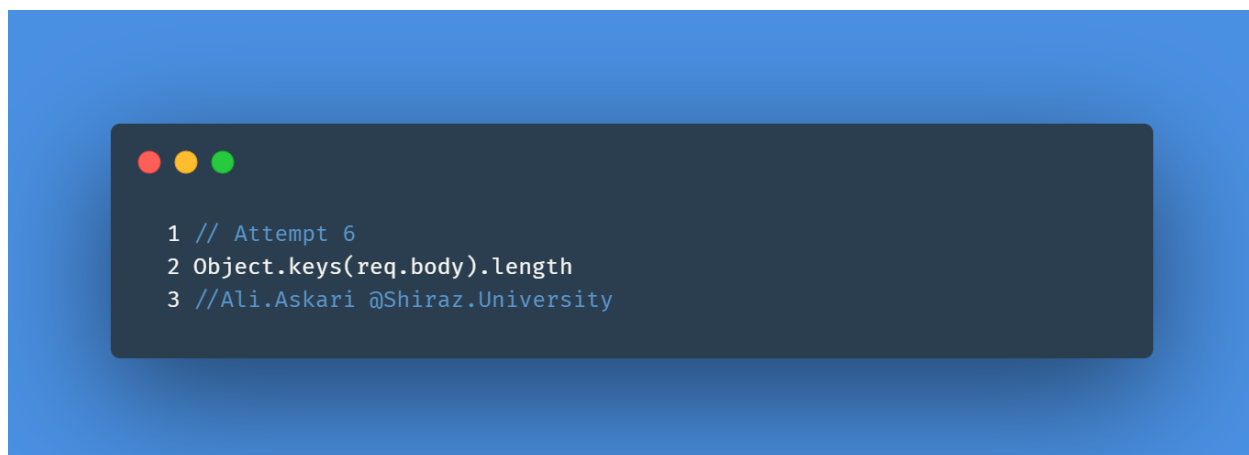 1 // Attempt 6
2 Object.keys(req.body).length
3 //Ali.Askari @Shiraz.University